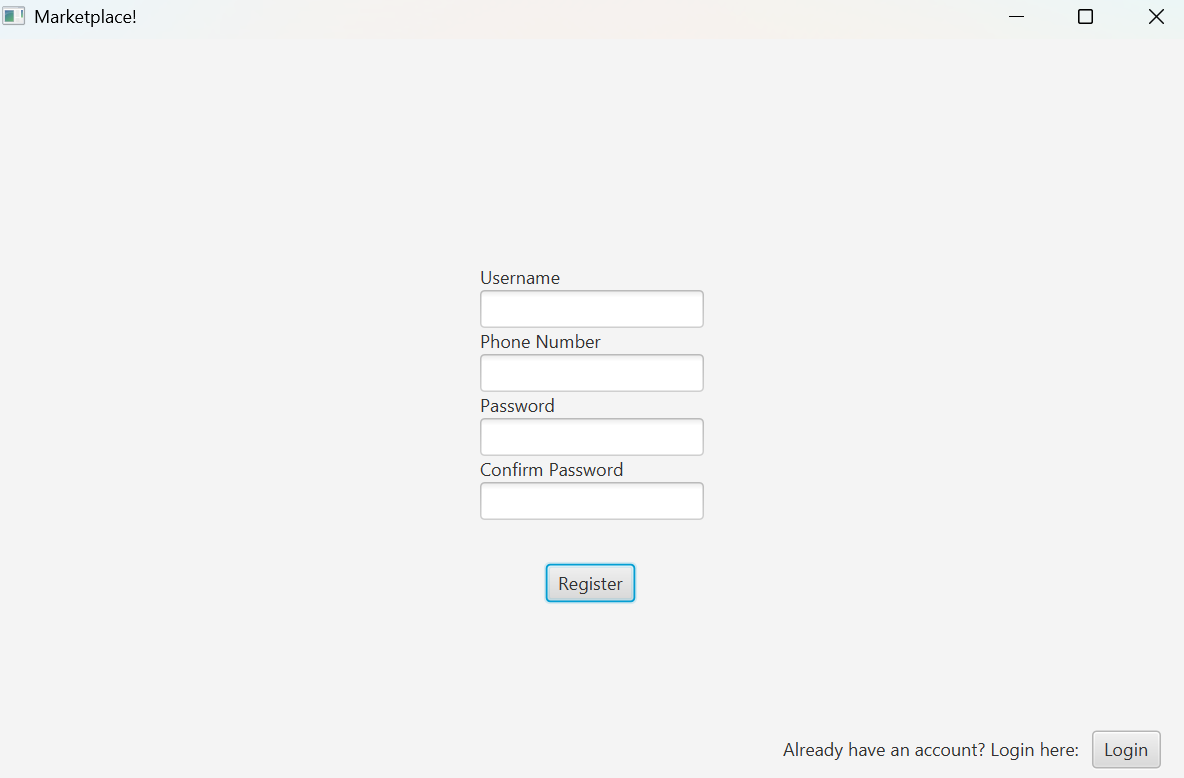 Marketplace!
Username
Phone Number
Password
Confirm Password
Register
Already have an account? Login here: Login